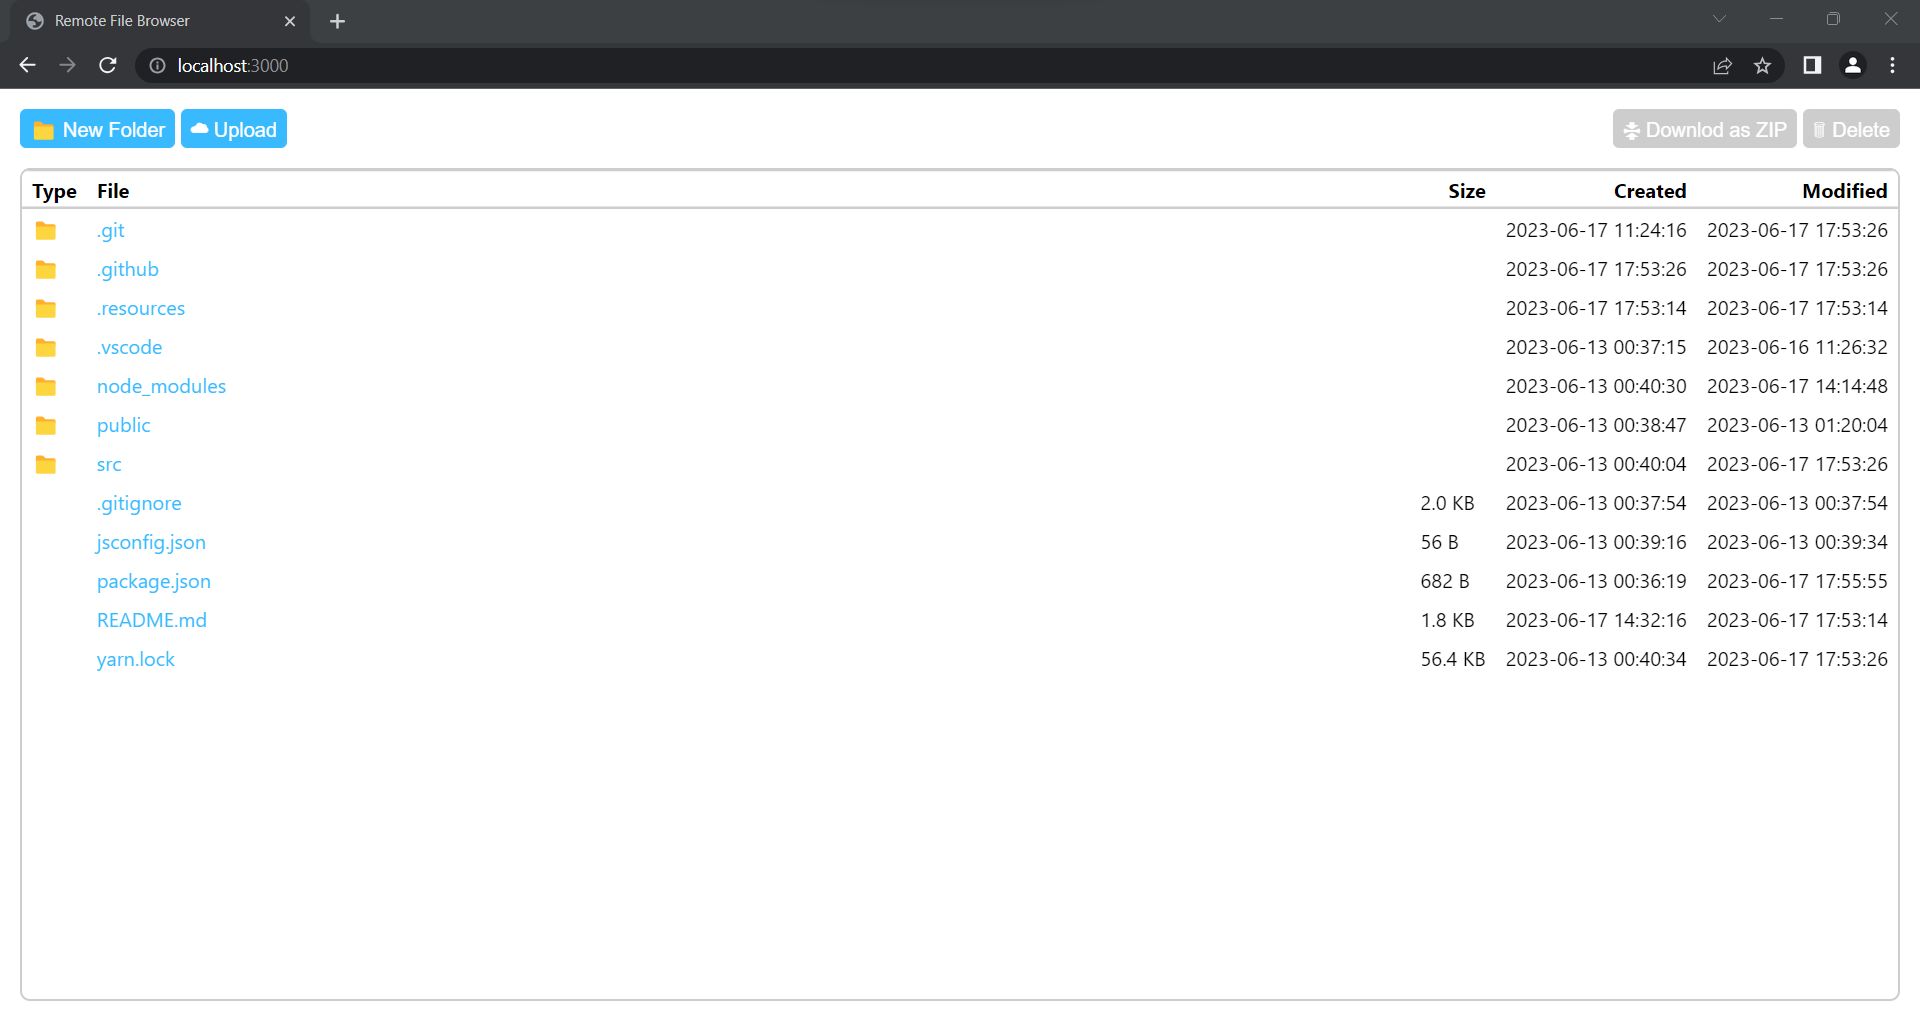 Remote File Browser
localhost:3000
New Folder Upload Downlod as ZIP Delete
Type File Size Created Modified
.git 2023-06-17 11:24:16 2023-06-17 17:53:26
.github 2023-06-17 17:53:26 2023-06-17 17:53:26
.resources 2023-06-17 17:53:14 2023-06-17 17:53:14
.vscode 2023-06-13 00:37:15 2023-06-16 11:26:32
node_modules 2023-06-13 00:40:30 2023-06-17 14:14:48
public 2023-06-13 00:38:47 2023-06-13 01:20:04
src 2023-06-13 00:40:04 2023-06-17 17:53:26
.gitignore 2.0 KB 2023-06-13 00:37:54 2023-06-13 00:37:54
jsconfig.json 56 B 2023-06-13 00:39:16 2023-06-13 00:39:34
package.json 682 B 2023-06-13 00:36:19 2023-06-17 17:55:55
README.md 1.8 KB 2023-06-17 14:32:16 2023-06-17 17:53:14
yarn.lock 56.4 KB 2023-06-13 00:40:34 2023-06-17 17:53:26